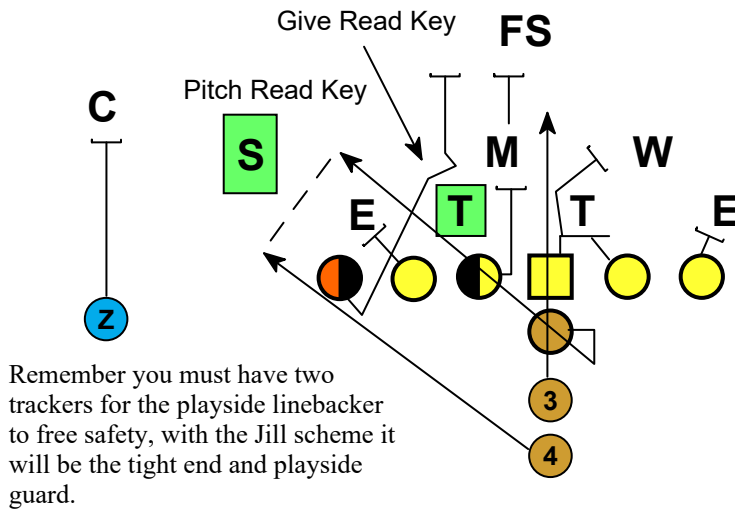 Give Read Key
FS
Pitch Read Key
C
S
M
W
E
T
T
E
Z
3
4
Remember you must have two
trackers for the playside linebacker
to free safety, with the Jill scheme it
will be the tight end and playside
guard.